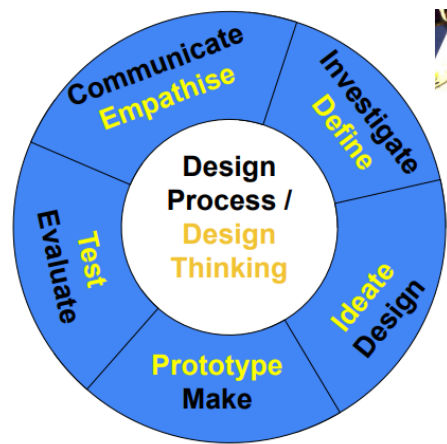 Communicate
Empathise
Investigate
Define
Ideate
Design
Prototype
Make
Test
Evaluate
Design
Process /
Design
Thinking